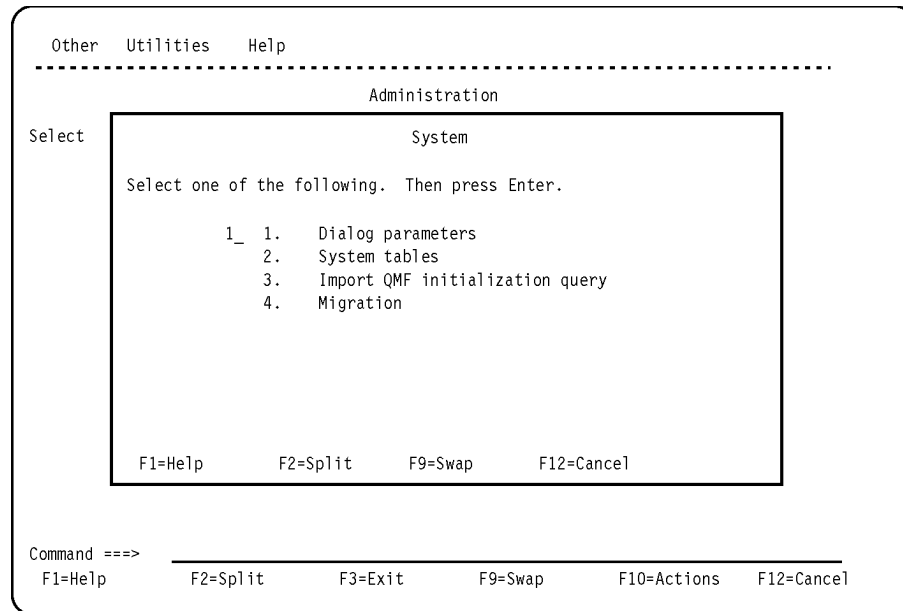 Other Utilities Help
Administration
Select
System
Select one of the following. Then press Enter.
1_ 1. Dialog parameters
2. System tables
3. Import QMF initialization query
4. Migration
F1=Help F2=Split F9=Swap F12=Cancel
Command ===>
F1=Help F2=Split F3=Exit F9=Swap F10=Actions F12=Cancel